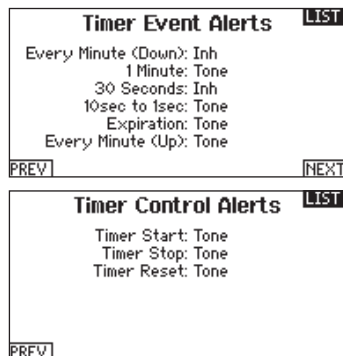 Timer Event Alerts LIST
Every Minute (Down): Inh
1 Minute: Tone
30 Seconds: Inh
10sec to 1sec: Tone
Expiration: Tone
Every Minute (Up): Tone
PREV NEXT
Timer Control Alerts LIST
Timer Start: Tone
Timer Stop: Tone
Timer Reset: Tone
PREV